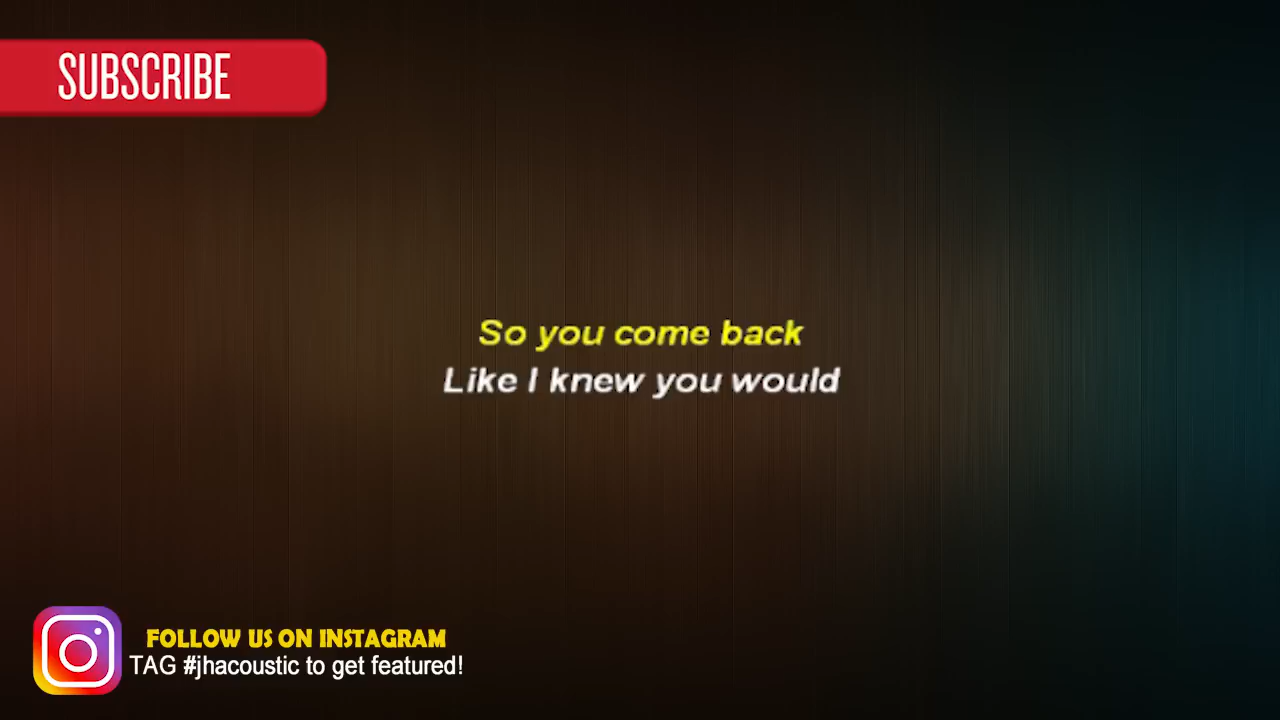 SUBSCRIBE
So you come back
Like I knew you would
FOLLOW US ON INSTAGRAM
TAG #jhacoustic to get featured!